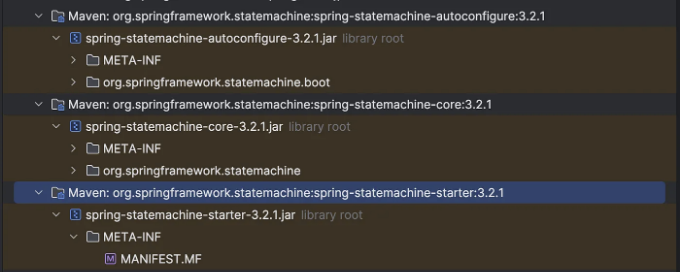 Maven: org.springframework.statemachine:spring-statemachine-autoconfigure:3.2.1
spring-statemachine-autoconfigure-3.2.1.jar library root
META-INF
org.springframework.statemachine.boot
Maven: org.springframework.statemachine:spring-statemachine-core:3.2.1
spring-statemachine-core-3.2.1.jar library root
META-INF
org.springframework.statemachine
Maven: org.springframework.statemachine:spring-statemachine-starter:3.2.1
spring-statemachine-starter-3.2.1.jar library root
META-INF
M MANIFEST.MF